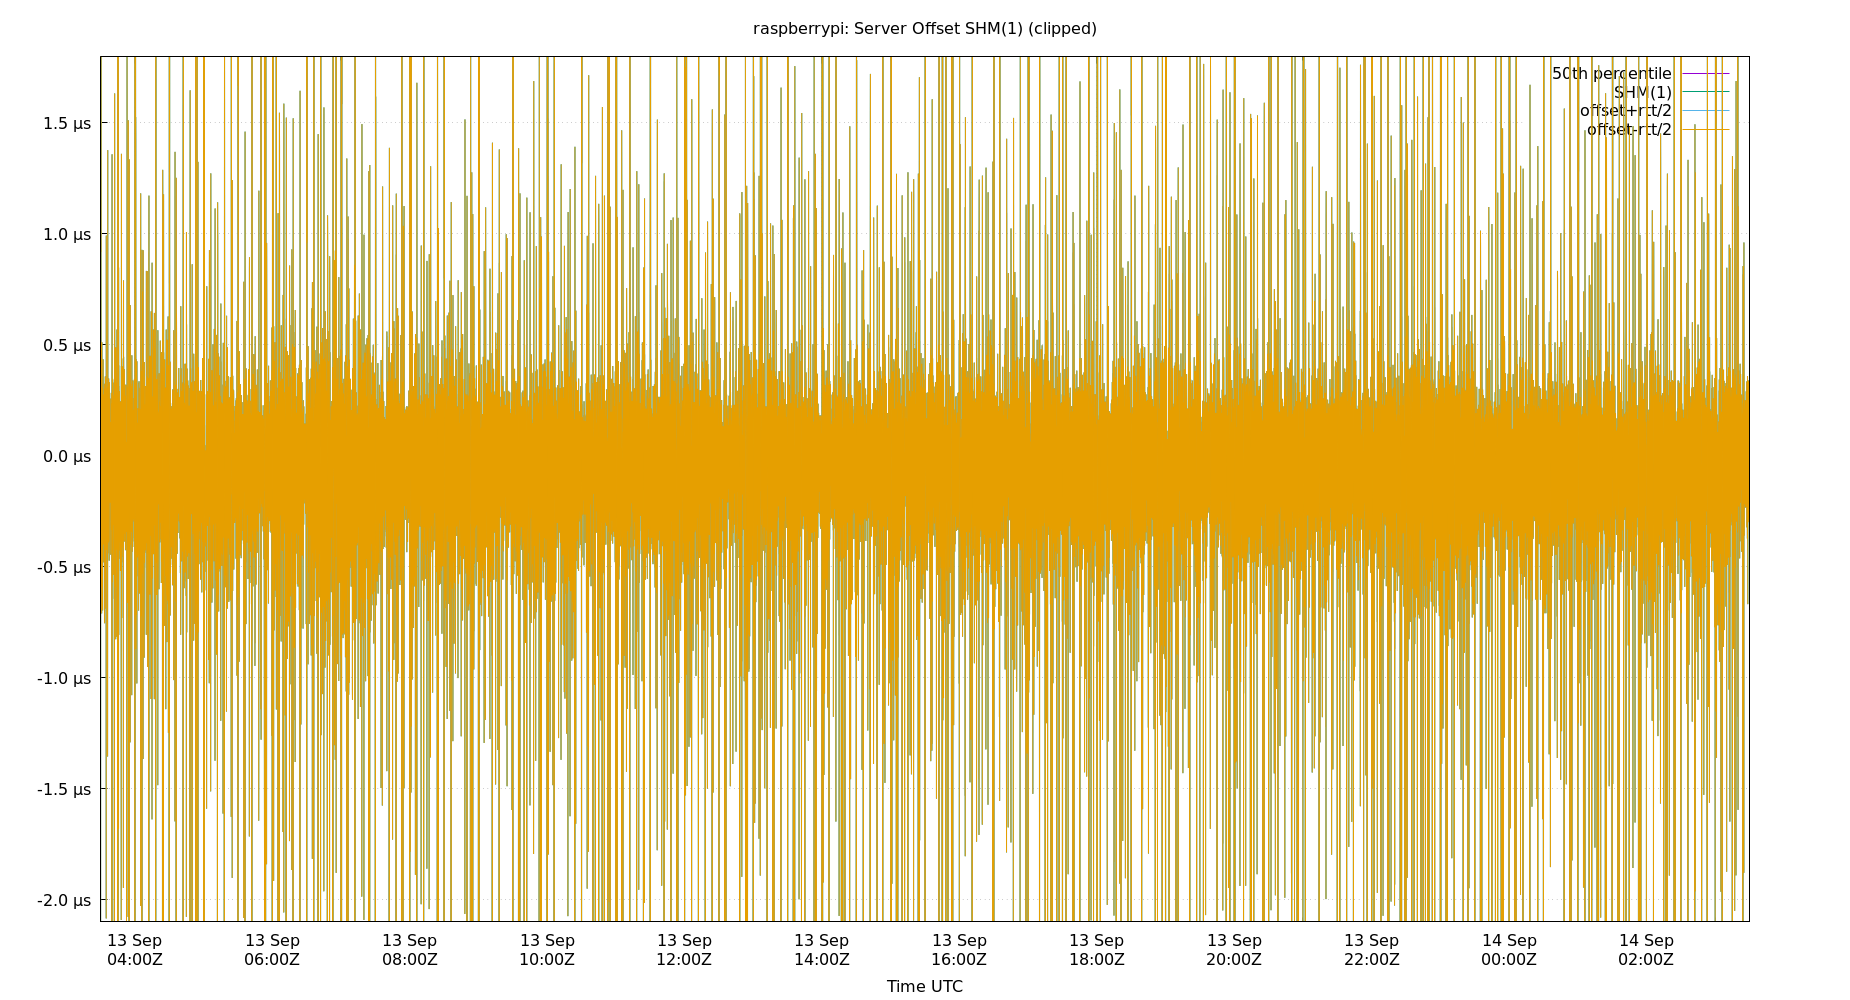 raspberrypi: Server Offset SHM(1) (clipped)
50th percentile
SHM(1)
offset+rtt/2
offset-rtt/2
1.5 µs
1.0 µs
0.5 µs
0.0 µs
-0.5 µs
-1.0 µs
-1.5 µs
-2.0 µs
13 Sep 13 Sep 13 Sep 13 Sep 13 Sep 13 Sep 13 Sep 13 Sep 13 Sep 13 Sep 14 Sep 14 Sep
04:00Z 06:00Z 08:00Z 10:00Z 12:00Z 14:00Z 16:00Z 18:00Z 20:00Z 22:00Z 00:00Z 02:00Z
Time UTC